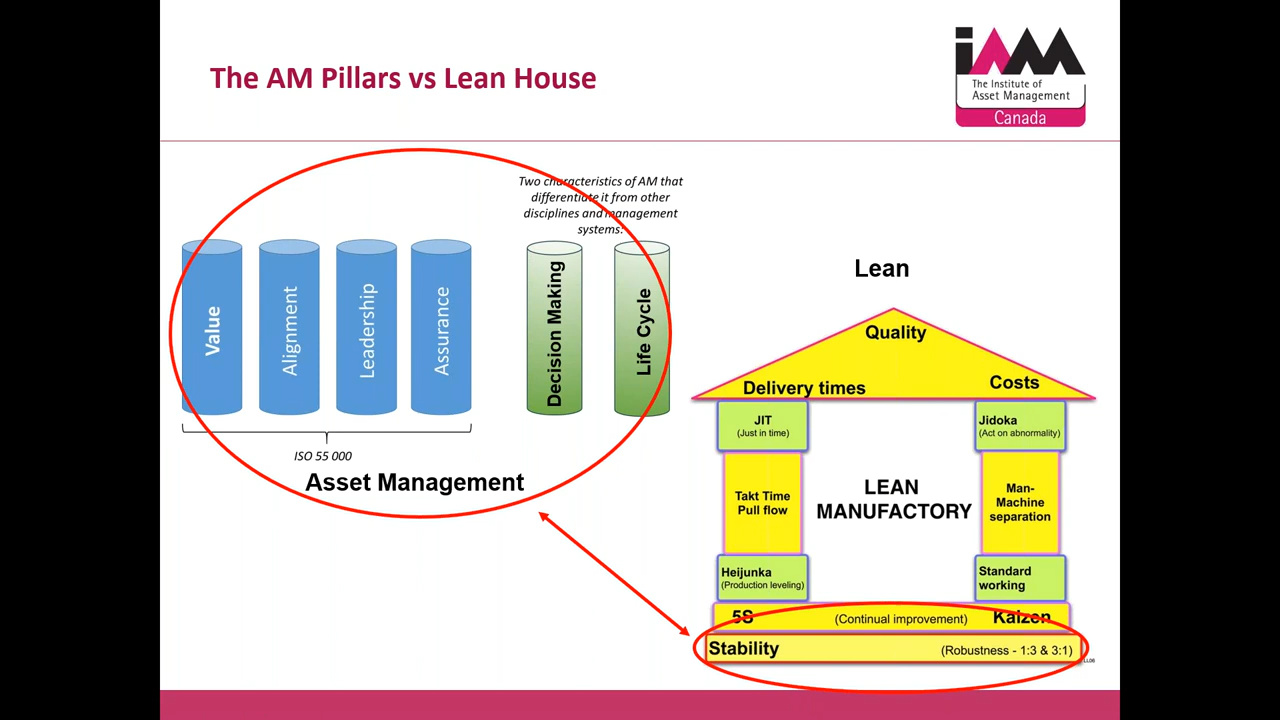 The AM Pillars vs Lean House
iAM
The Institute of
Asset Management
Canada
Two characteristics of AM that
differentiate it from other
disciplines and management
systems:
Value
Alignment
Leadership
Assurance
Decision Making
Life Cycle
ISO 55 000
Asset Management
Lean
Quality
Delivery times
Costs
JIT
(Just in time)
Jidoka
(Act on abnormality)
Takt Time
Pull flow
LEAN
MANUFACTORY
Man-
Machine
separation
Heijunka
(Production leveling)
Standard
working
5S (Continual improvement) Kaizen
Stability (Robustness - 1:3 & 3:1)